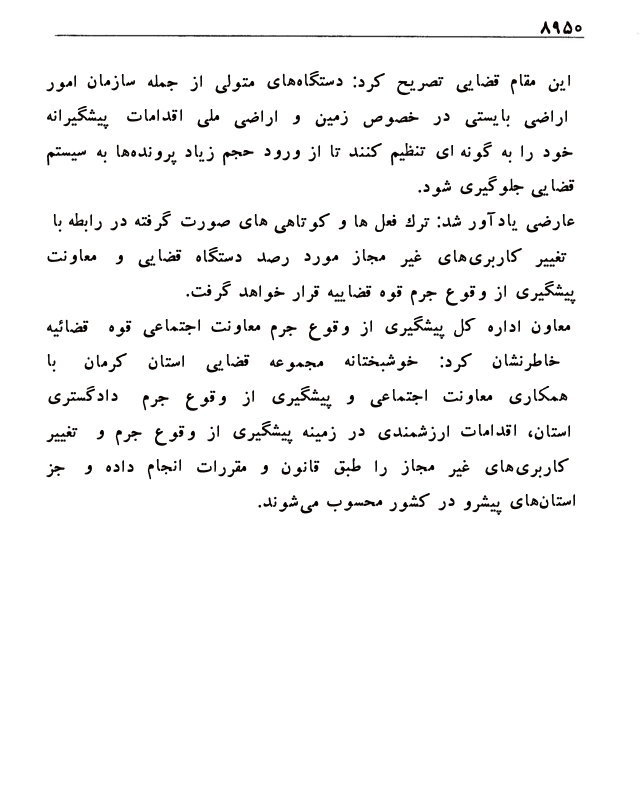 ۸۹۵۰
این مقام قضایی تصریح کرد: دستگاه‌های متولی از جمله سازمان امور
اراضی بایستی در خصوص زمین و اراضی ملی اقدامات پیشگیرانه
خود را به گونه ای تنظیم کنند تا از ورود حجم زیاد پرونده‌ها به سیستم
قضایی جلوگیری شود.
عارضی یادآور شد: ترك فعل ها و کوتاهی های صورت گرفته در رابطه با
تغییر کاربری‌های غیر مجاز مورد رصد دستگاه قضایی و معاونت
پیشگیری از وقوع جرم قوه قضاییه قرار خواهد گرفت.
معاون اداره کل پیشگیری از وقوع جرم معاونت اجتماعی قوه قضائیه
خاطرنشان کرد: خوشبختانه مجموعه قضایی استان کرمان با
همکاری معاونت اجتماعی و پیشگیری از وقوع جرم دادگستری
استان، اقدامات ارزشمندی در زمینه پیشگیری از وقوع جرم و تغییر
کاربری‌های غیر مجاز را طبق قانون و مقررات انجام داده و جز
استان‌های پیشرو در کشور محسوب می‌شوند.